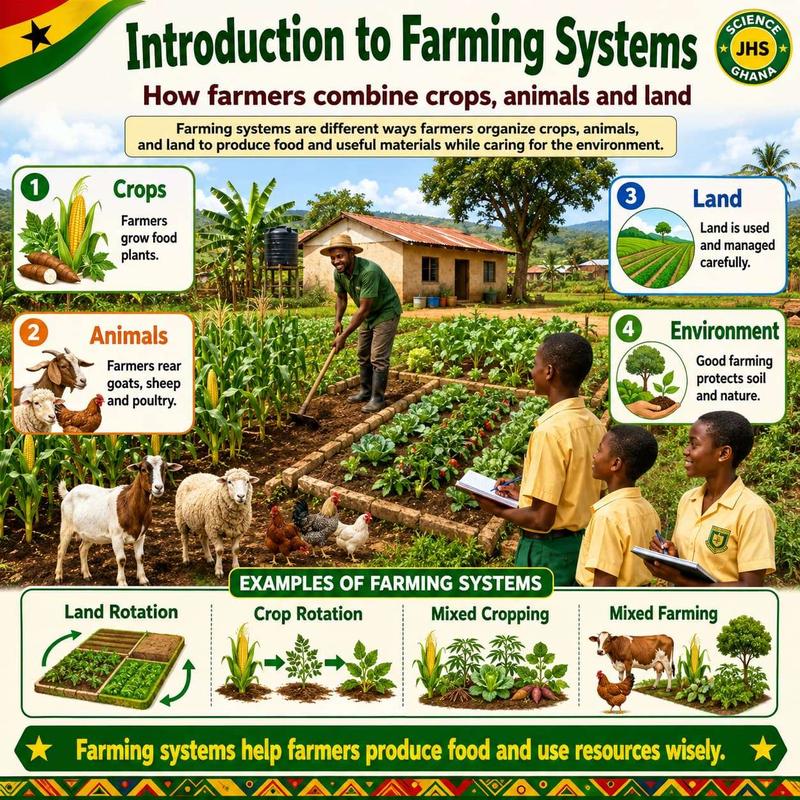 Introduction to Farming Systems
SCIENCE
JHS
GHANA
How farmers combine crops, animals and land
Farming systems are different ways farmers organize crops, animals,
and land to produce food and useful materials while caring for the environment.
1
Crops
Farmers
grow food
plants.
2
Animals
Farmers rear
goats, sheep
and poultry.
3
Land
Land is used
and managed
carefully.
4
Environment
Good farming
protects soil
and nature.
EXAMPLES OF FARMING SYSTEMS
Land Rotation
Crop Rotation
Mixed Cropping
Mixed Farming
Farming systems help farmers produce food and use resources wisely.